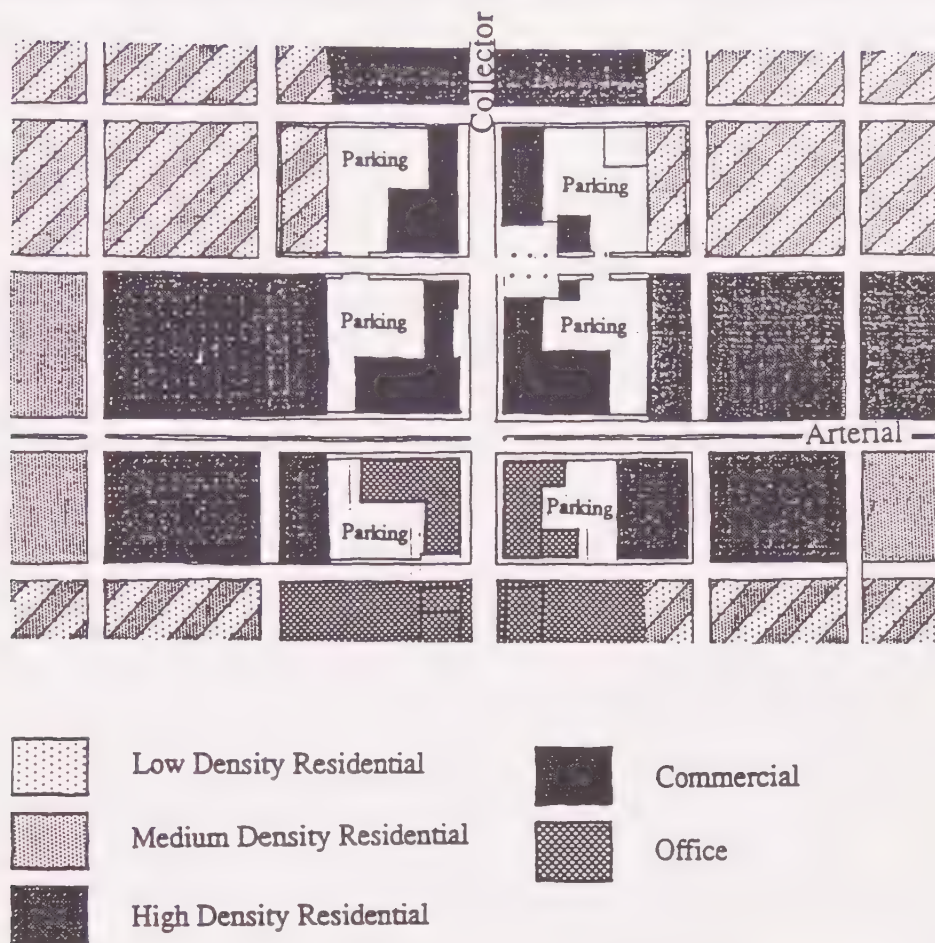 Collector
Parking
Parking
Parking
Parking
Arterial
Parking
Parking
Low Density Residential
Commercial
Medium Density Residential
Office
High Density Residential